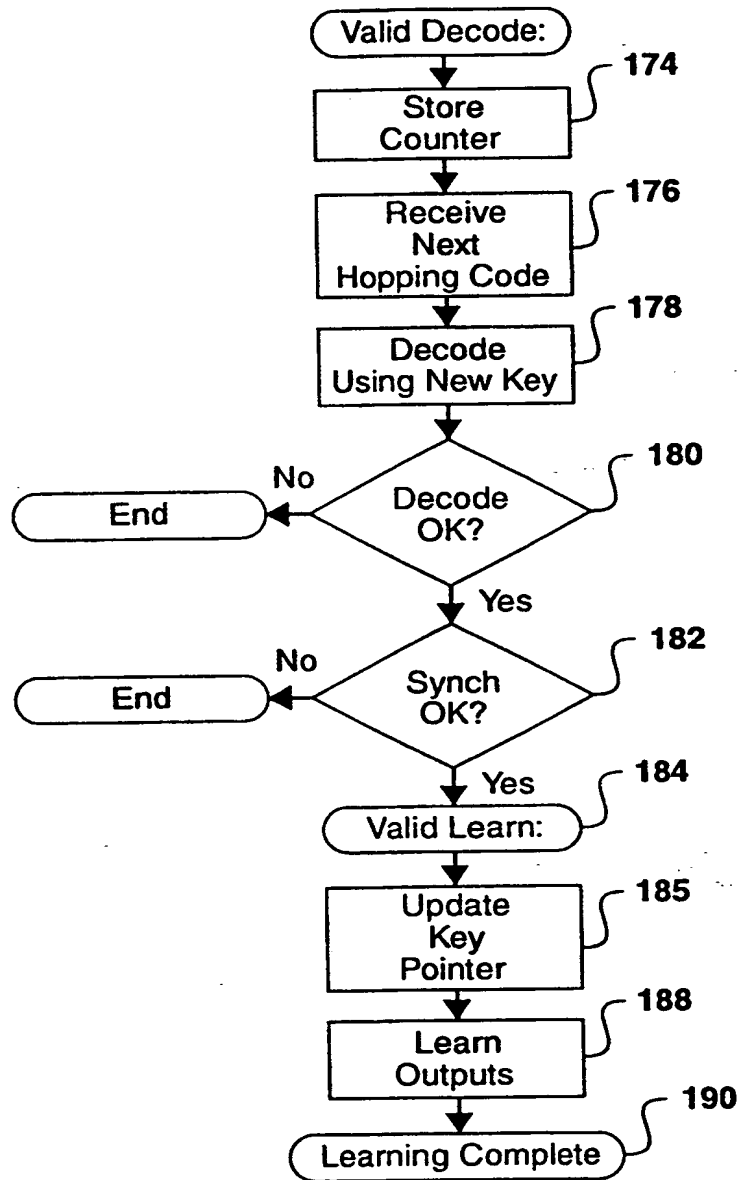 Valid Decode:
174
Store
Counter
176
Receive
Next
Hopping Code
178
Decode
Using New Key
180
No
End
Decode
OK?
Yes
182
No
End
Synch
OK?
Yes
184
Valid Learn:
185
Update
Key
Pointer
188
Learn
Outputs
190
Learning Complete